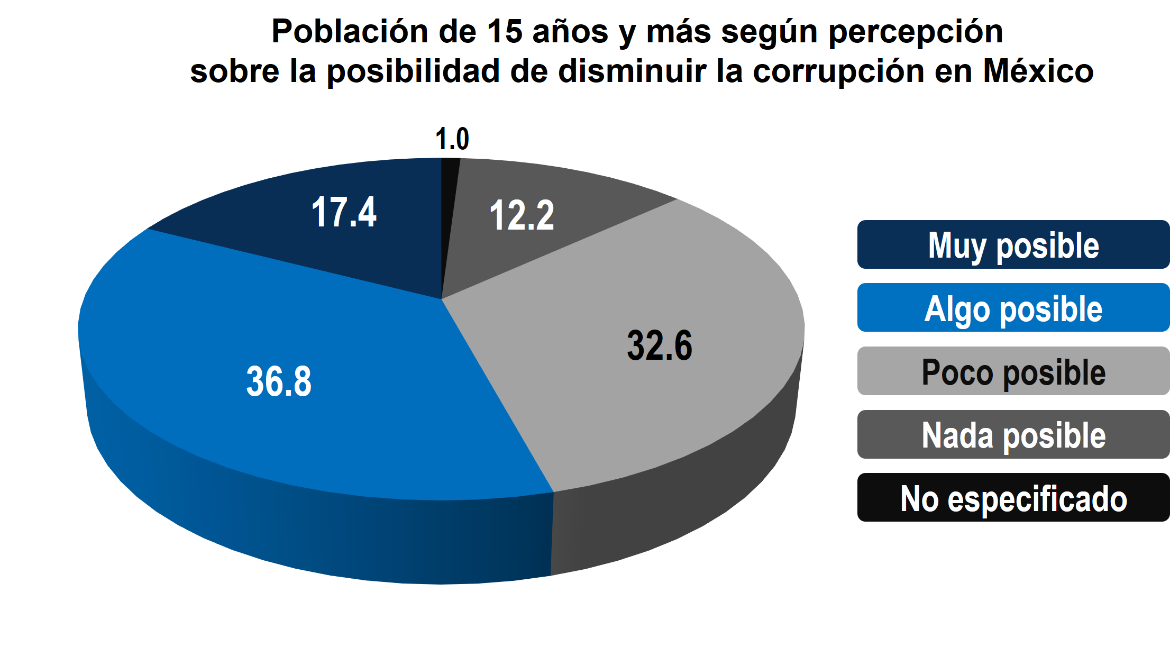 Población de 15 años y más según percepción
sobre la posibilidad de disminuir la corrupción en México
1.0
17.4
12.2
32.6
36.8
Muy posible
Algo posible
Poco posible
Nada posible
No especificado